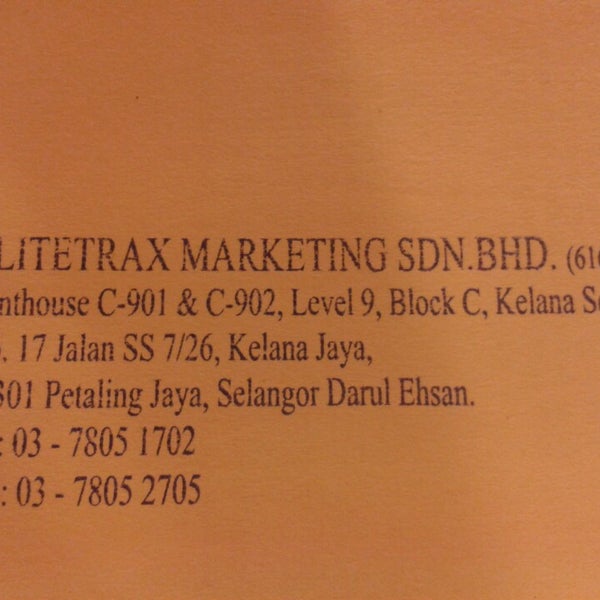 LITETRAX MARKETING SDN.BHD. (616
nthouse C-901 & C-902, Level 9, Block C, Kelana S
. 17 Jalan SS 7/26, Kelana Jaya,
301 Petaling Jaya, Selangor Darul Ehsan.
: 03 - 7805 1702
: 03 - 7805 2705